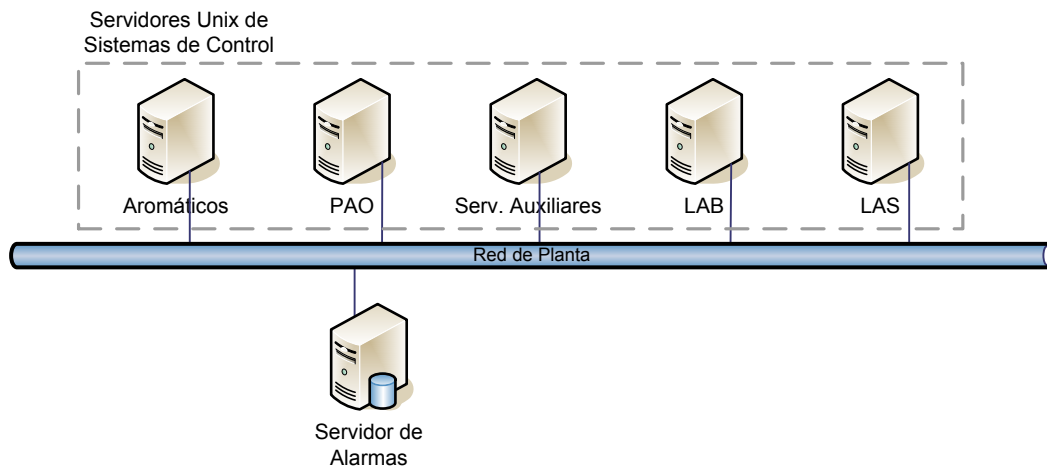 Servidores Unix de
Sistemas de Control
Aromáticos
PAO
Serv. Auxiliares
LAB
LAS
Red de Planta
Servidor de
Alarmas